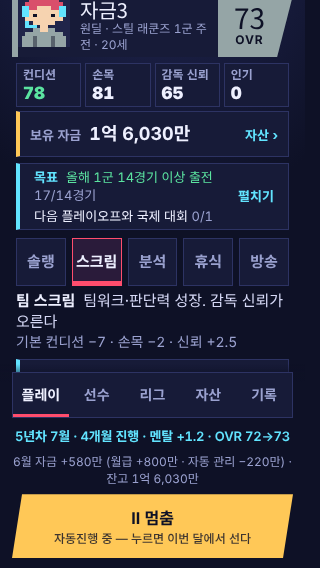 자금3
원딜 · 스틸 래쿤즈 1군 주
전 · 20세
73
OVR
컨디션
78
손목
81
감독 신뢰
65
인기
0
보유 자금 1억 6,030만 자산 ›
목표 올해 1군 14경기 이상 출전
17/14경기
다음 플레이오프와 국제 대회 0/1
펼치기
솔랭 스크림 분석 휴식 방송
팀 스크림 팀워크·판단력 성장. 감독 신뢰가
오른다
기본 컨디션 −7 · 손목 −2 · 신뢰 +2.5
플레이 선수 리그 자산 기록
5년차 7월 · 4개월 진행 · 멘탈 +1.2 · OVR 72→73
6월 자금 +580만 (월급 +800만 · 자동 관리 −220만) ·
잔고 1억 6,030만
II 멈춤
자동진행 중 — 누르면 이번 달에서 선다